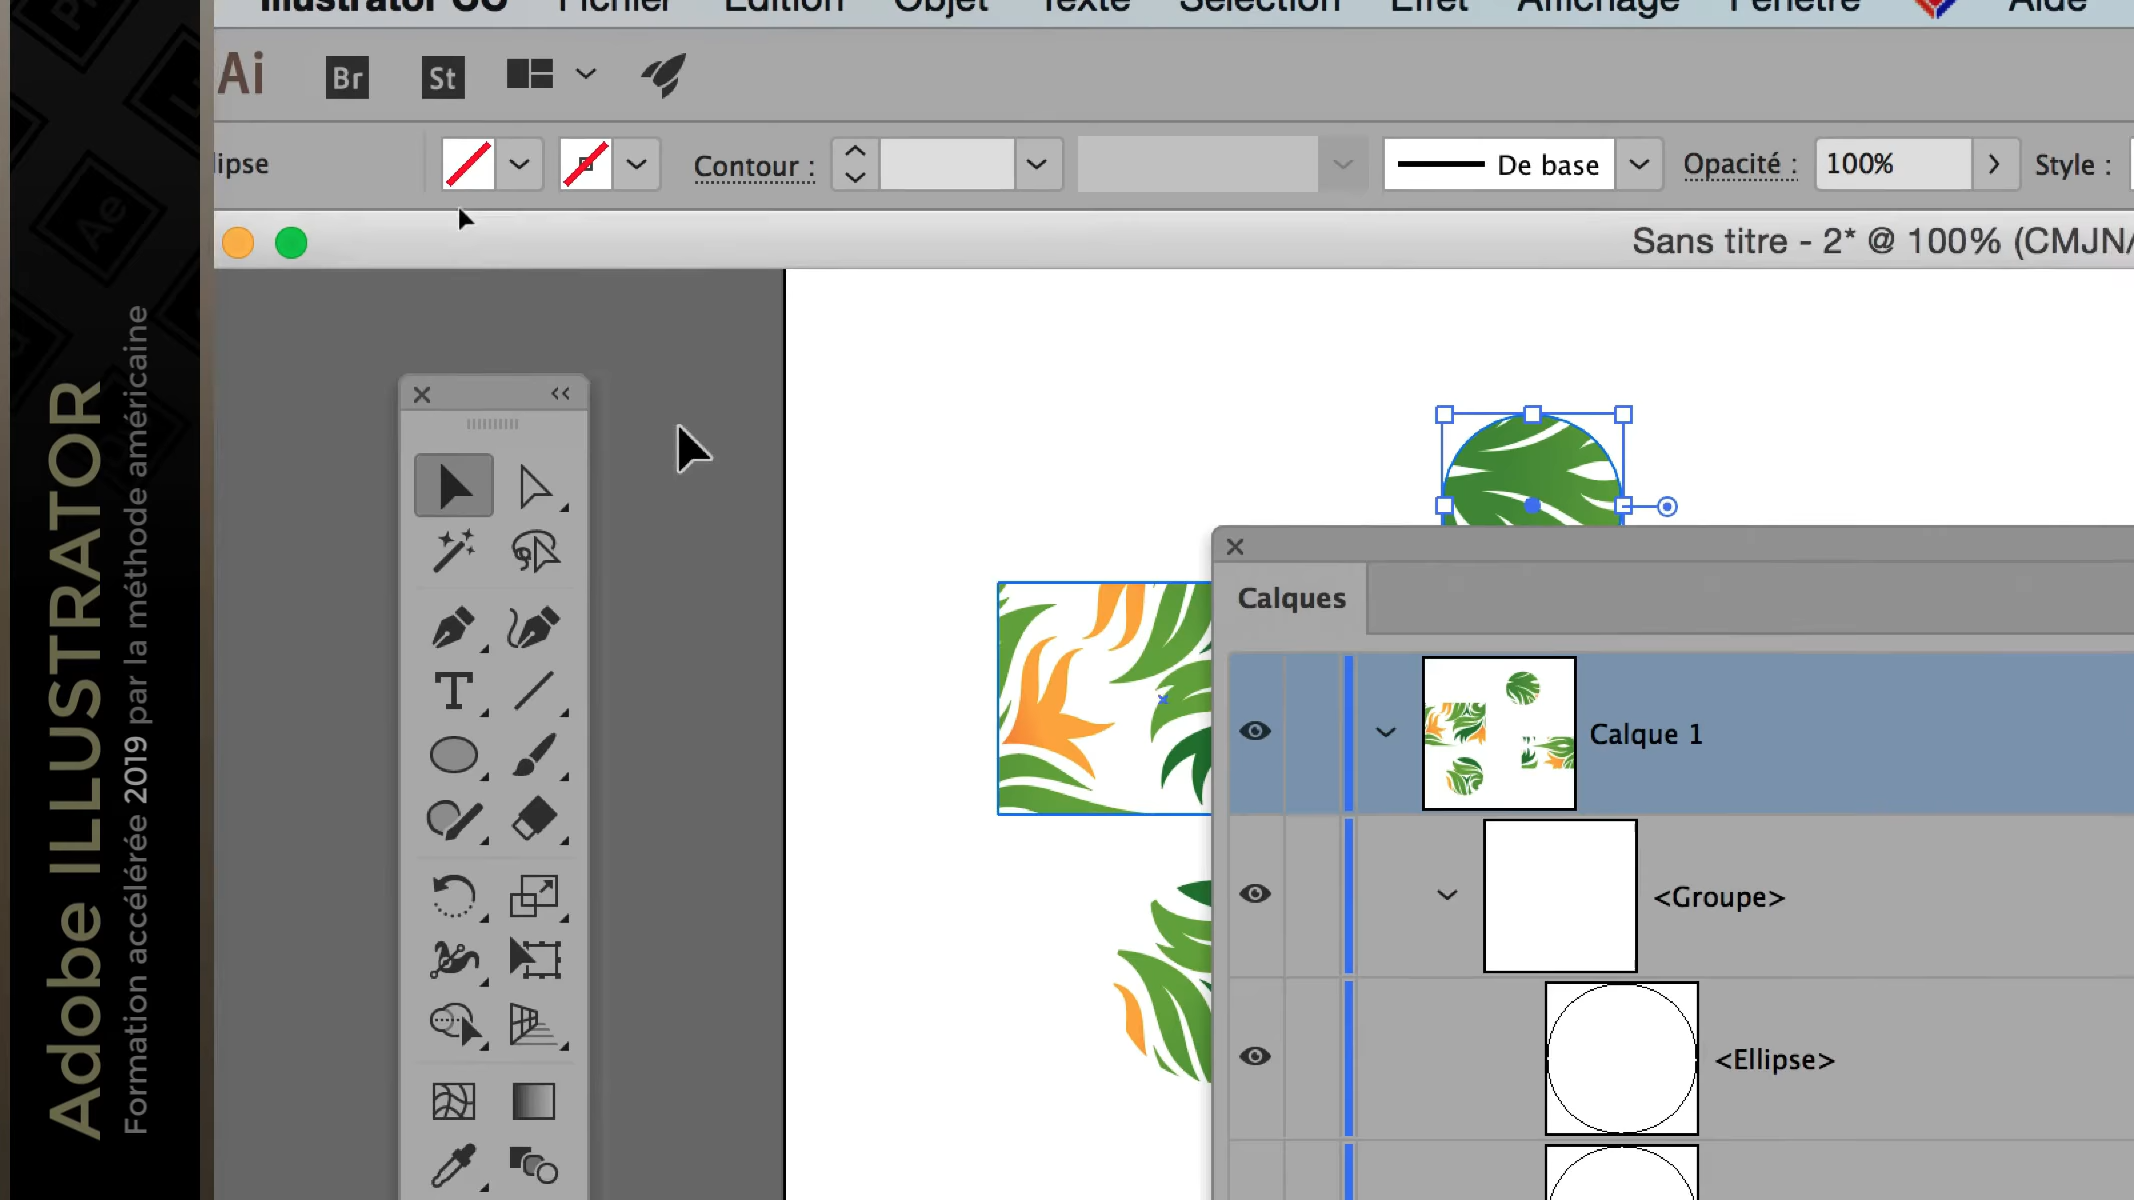 Illustrator CC Fichier Edition Objet Texte Sélection Effet Affichage Fenêtre Aide
Ai Br St
lipse Contour : De base Opacité : 100% Style :
Sans titre - 2* @ 100% (CMJN/
Calques
Calque 1
<Groupe>
<Ellipse>
Adobe ILLUSTRATOR
Formation accélérée 2019 par la méthode américaine
Ae